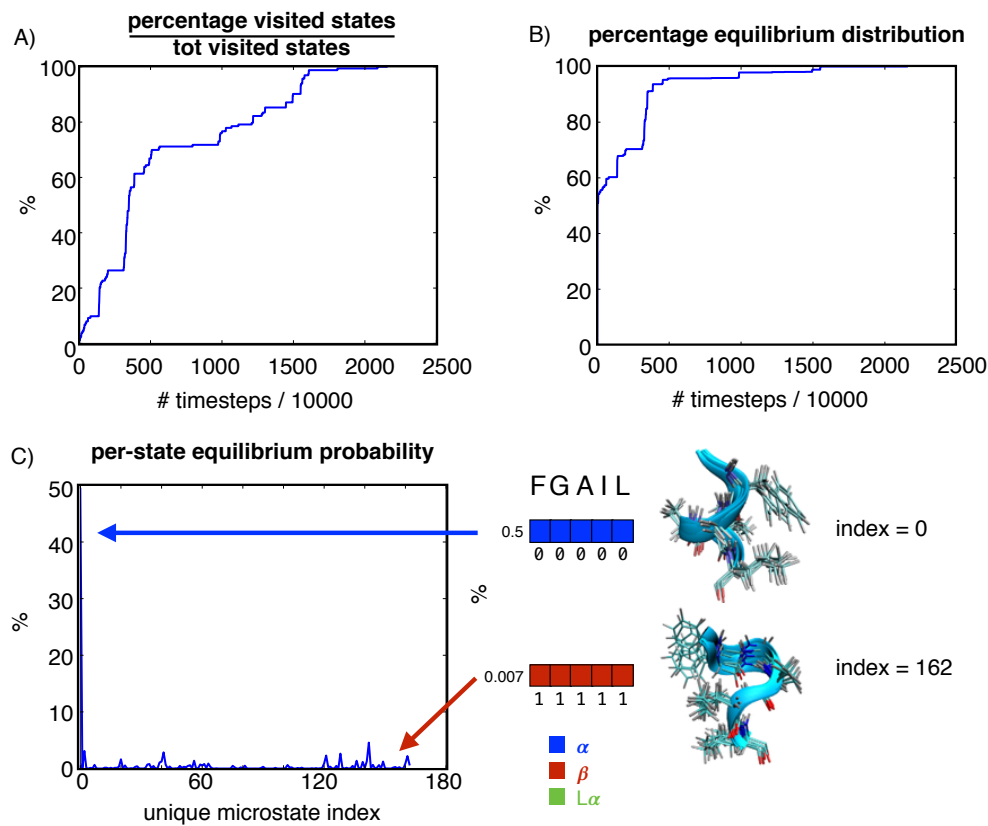 A)
percentage visited states
tot visited states
100
80
60
40
20
0
%
0 500 1000 1500 2000 2500
# timesteps / 10000
B)
percentage equilibrium distribution
100
80
60
40
20
0
%
0 500 1000 1500 2000 2500
# timesteps / 10000
C)
per-state equilibrium probability
50
40
30
20
10
0
%
0 60 120 180
unique microstate index
%
F G A I L
0.5
0 0 0 0 0
index = 0
0.007
1 1 1 1 1
index = 162
α
β
Lα